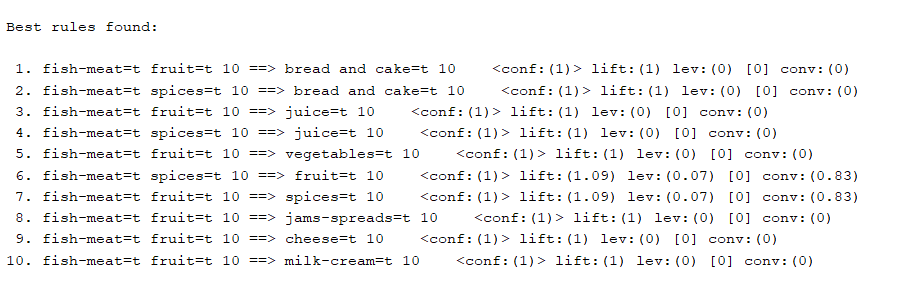 Best rules found:
1. fish-meat=t fruit=t 10 ==> bread and cake=t 10 <conf:(1)> lift:(1) lev:(0) [0] conv:(0)
2. fish-meat=t spices=t 10 ==> bread and cake=t 10 <conf:(1)> lift:(1) lev:(0) [0] conv:(0)
3. fish-meat=t fruit=t 10 ==> juice=t 10 <conf:(1)> lift:(1) lev:(0) [0] conv:(0)
4. fish-meat=t spices=t 10 ==> juice=t 10 <conf:(1)> lift:(1) lev:(0) [0] conv:(0)
5. fish-meat=t fruit=t 10 ==> vegetables=t 10 <conf:(1)> lift:(1) lev:(0) [0] conv:(0)
6. fish-meat=t spices=t 10 ==> fruit=t 10 <conf:(1)> lift:(1.09) lev:(0.07) [0] conv:(0.83)
7. fish-meat=t fruit=t 10 ==> spices=t 10 <conf:(1)> lift:(1.09) lev:(0.07) [0] conv:(0.83)
8. fish-meat=t fruit=t 10 ==> jams-spreads=t 10 <conf:(1)> lift:(1) lev:(0) [0] conv:(0)
9. fish-meat=t fruit=t 10 ==> cheese=t 10 <conf:(1)> lift:(1) lev:(0) [0] conv:(0)
10. fish-meat=t fruit=t 10 ==> milk-cream=t 10 <conf:(1)> lift:(1) lev:(0) [0] conv:(0)